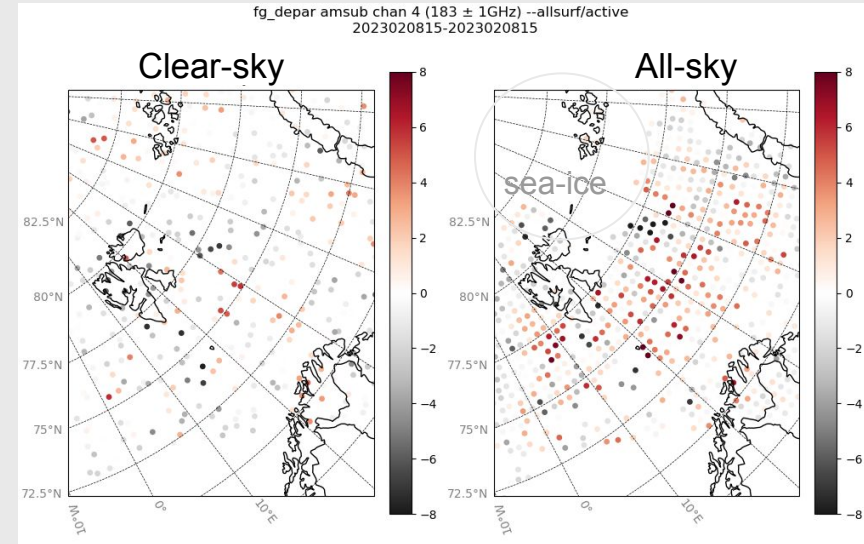 fg_depar amsub chan 4 (183 ± 1GHz) --allsurf/active
2023020815-2023020815
Clear-sky
All-sky
sea-ice
82.5°N
80°N
77.5°N
75°N
72.5°N
10°W
0°
10°E
8
6
4
2
0
−2
−4
−6
−8
82.5°N
80°N
77.5°N
75°N
72.5°N
10°W
0°
10°E
8
6
4
2
0
−2
−4
−6
−8